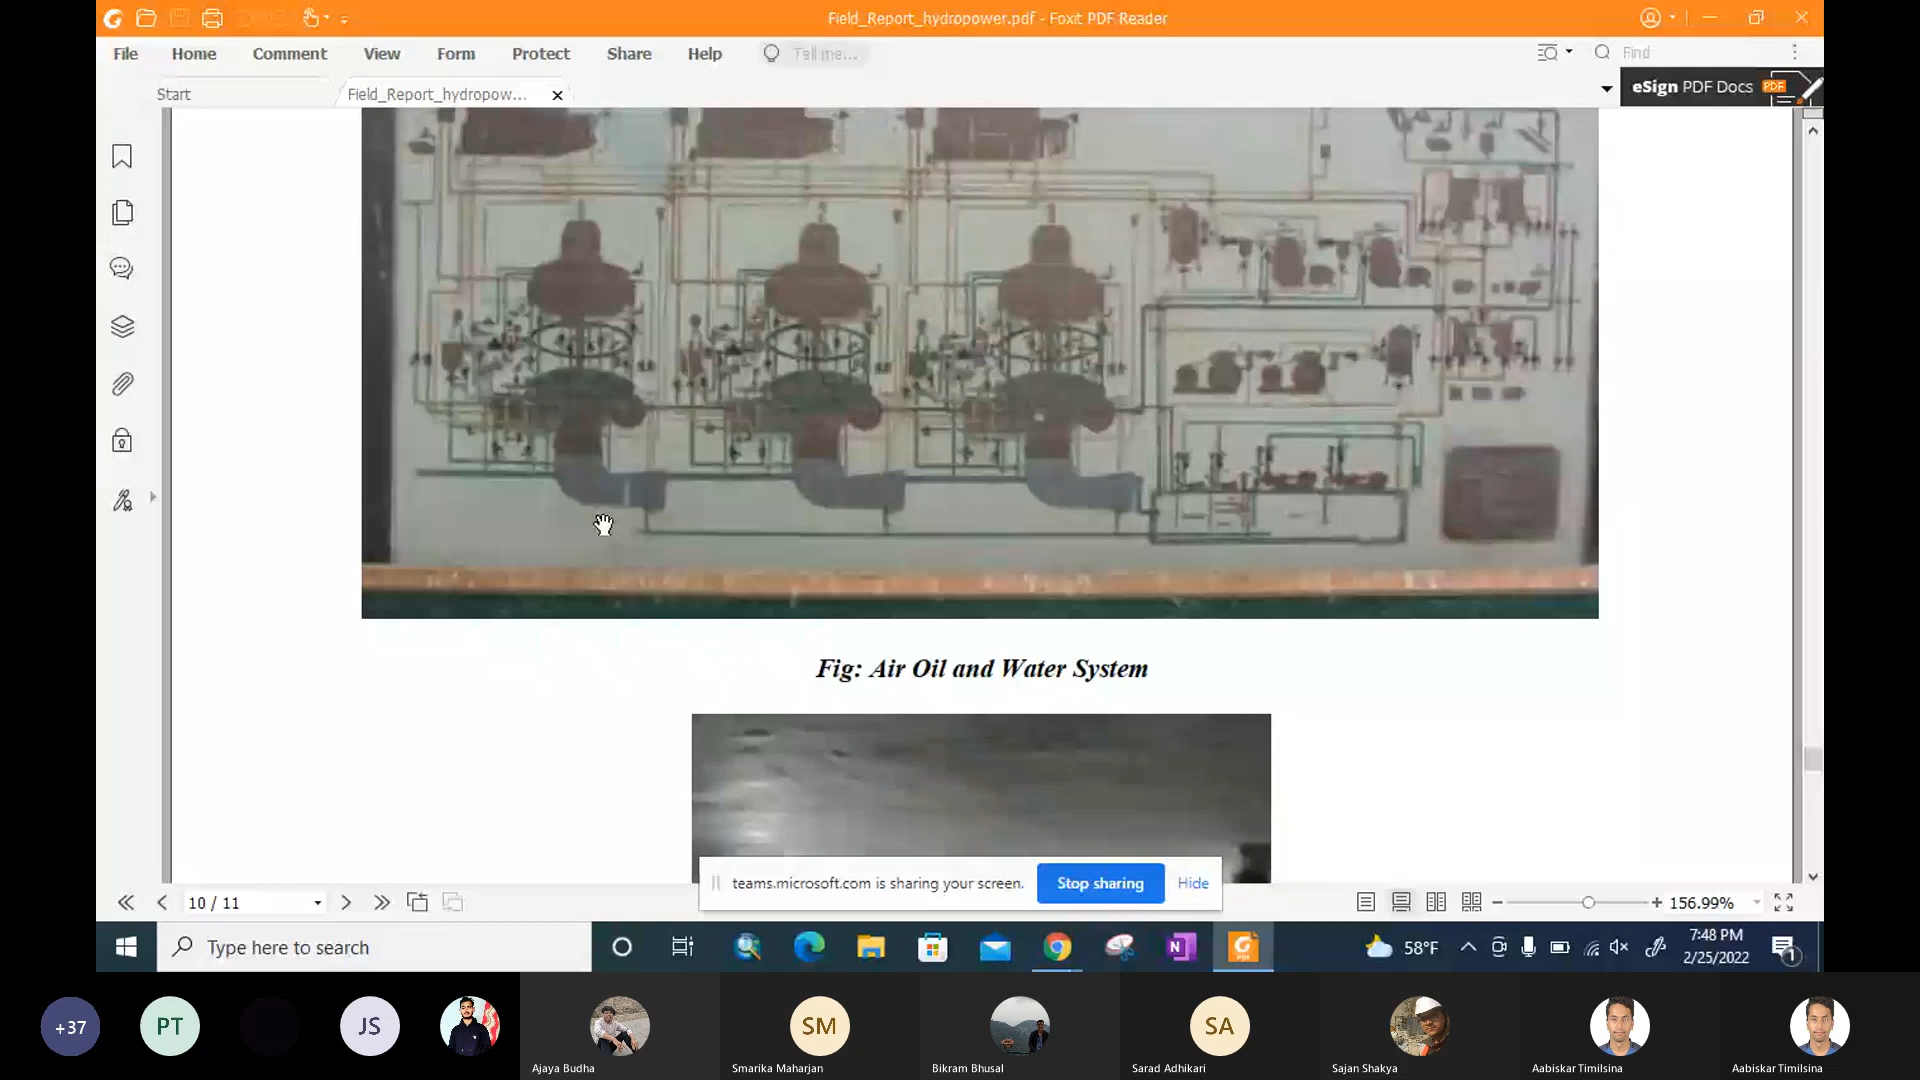 Field_Report_hydropower.pdf - Foxit PDF Reader
File Home Comment View Form Protect Share Help Tell me... Find
Start Field_Report_hydropow... eSign PDF Docs PDF
Fig: Air Oil and Water System
teams.microsoft.com is sharing your screen. Stop sharing Hide
10 / 11 156.99%
Type here to search 58°F 7:48 PM
2/25/2022 1
+37 PT JS SM SA
Ajaya Budha Smarika Maharjan Bikram Bhusal Sarad Adhikari Sajan Shakya Aabiskar Timilsina Aabiskar Timilsina